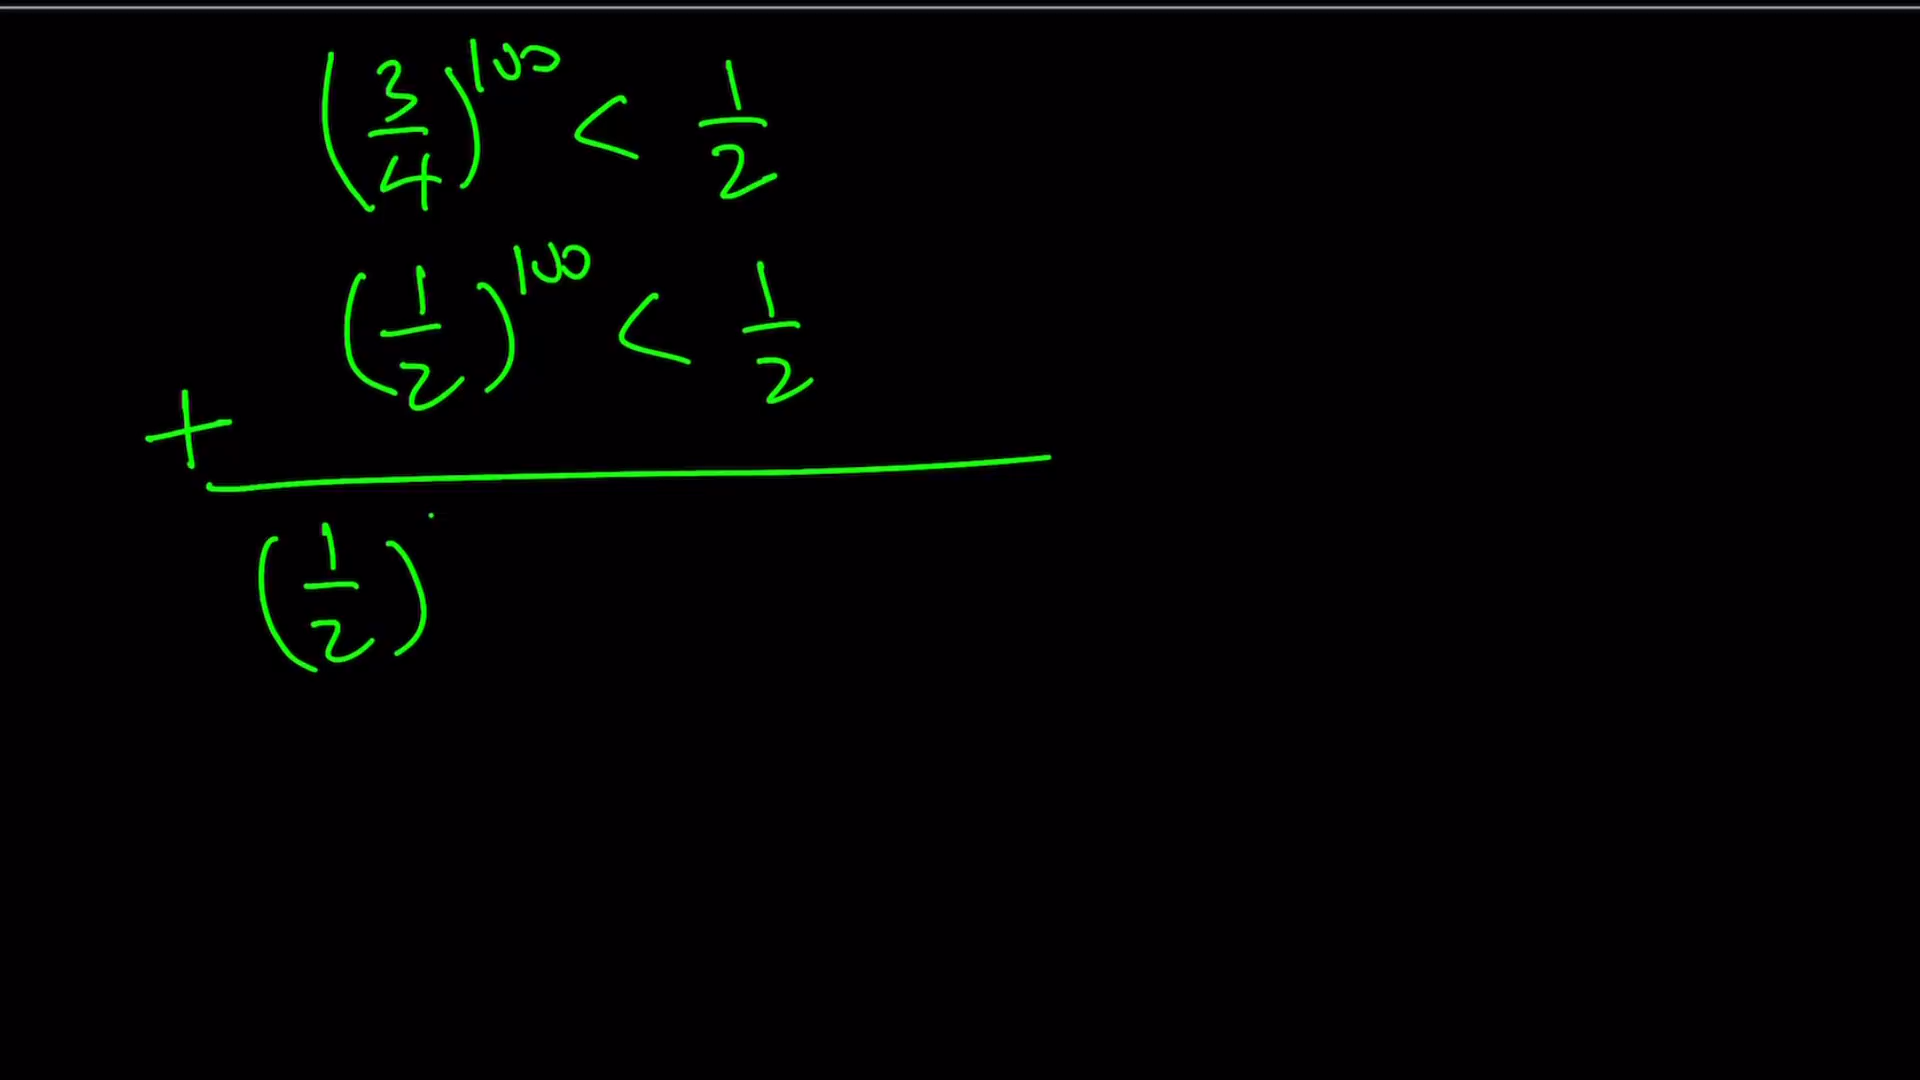 (3/4)^100 < 1/2
(1/2)^100 < 1/2
+
(1/2)